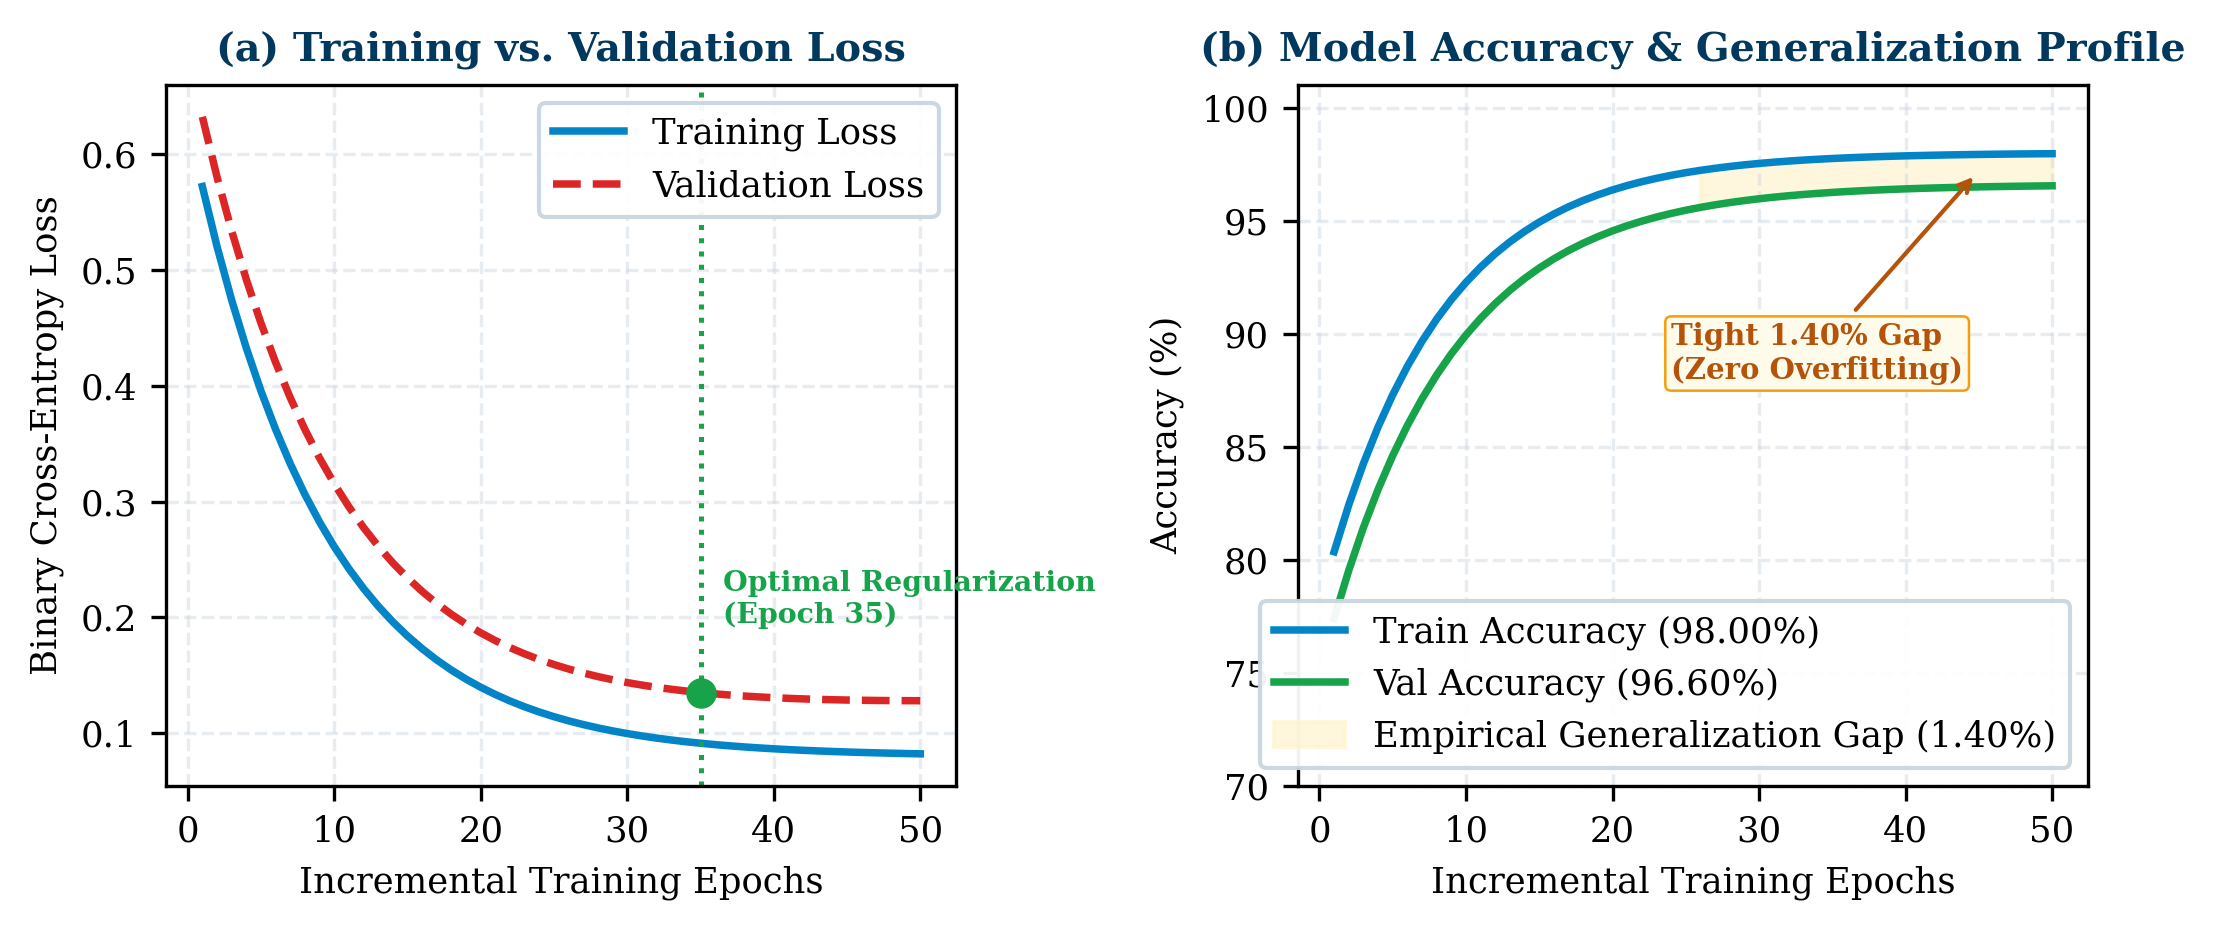 (a) Training vs. Validation Loss
Binary Cross-Entropy Loss
0.6
0.5
0.4
0.3
0.2
0.1
Training Loss
Validation Loss
Optimal Regularization
(Epoch 35)
0 10 20 30 40 50
Incremental Training Epochs
(b) Model Accuracy & Generalization Profile
Accuracy (%)
100
95
90
85
80
75
70
Tight 1.40% Gap
(Zero Overfitting)
Train Accuracy (98.00%)
Val Accuracy (96.60%)
Empirical Generalization Gap (1.40%)
0 10 20 30 40 50
Incremental Training Epochs